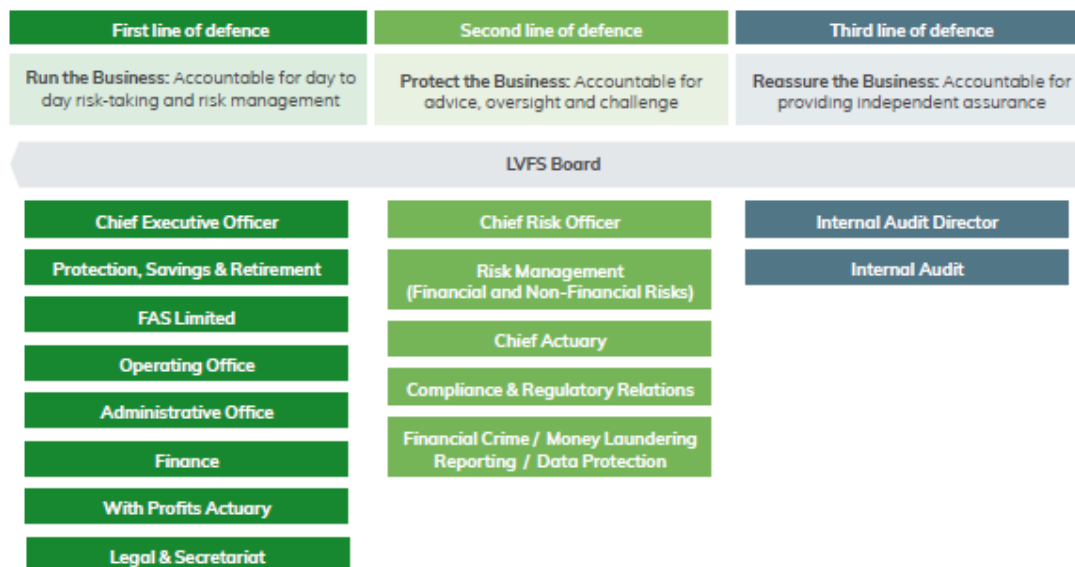 First line of defence
Second line of defence
Third line of defence
Run the Business: Accountable for day to
day risk-taking and risk management
Protect the Business: Accountable for
advice, oversight and challenge
Reassure the Business: Accountable for
providing independent assurance
LVFS Board
Chief Executive Officer
Protection, Savings & Retirement
FAS Limited
Operating Office
Administrative Office
Finance
With Profits Actuary
Legal & Secretariat
Chief Risk Officer
Risk Management
(Financial and Non-Financial Risks)
Chief Actuary
Compliance & Regulatory Relations
Financial Crime / Money Laundering
Reporting / Data Protection
Internal Audit Director
Internal Audit